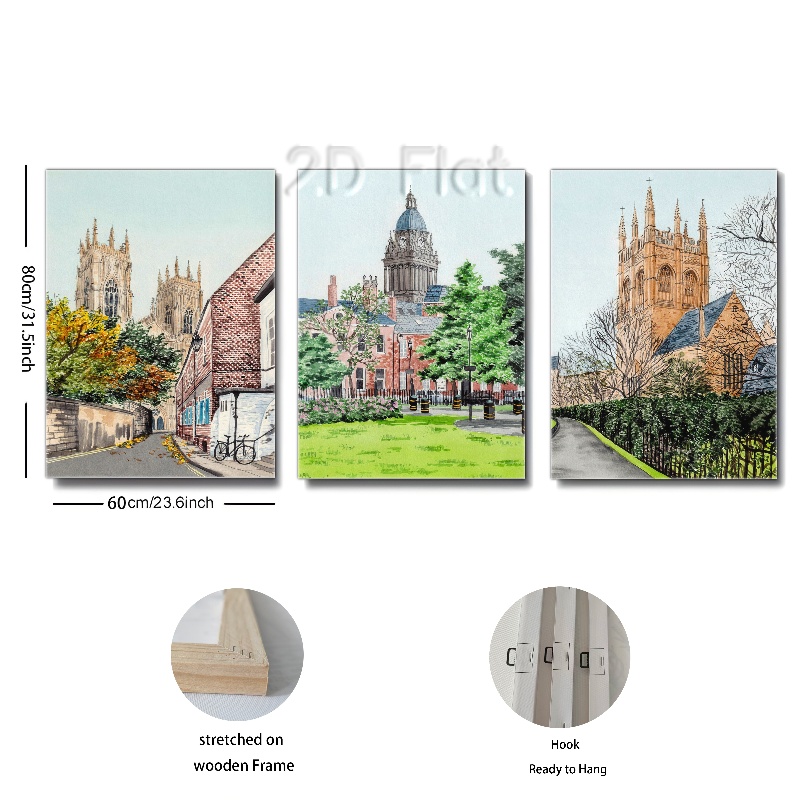 2D Flat
80cm/31.5inch
60cm/23.6inch
stretched on
wooden Frame
Hook
Ready to Hang